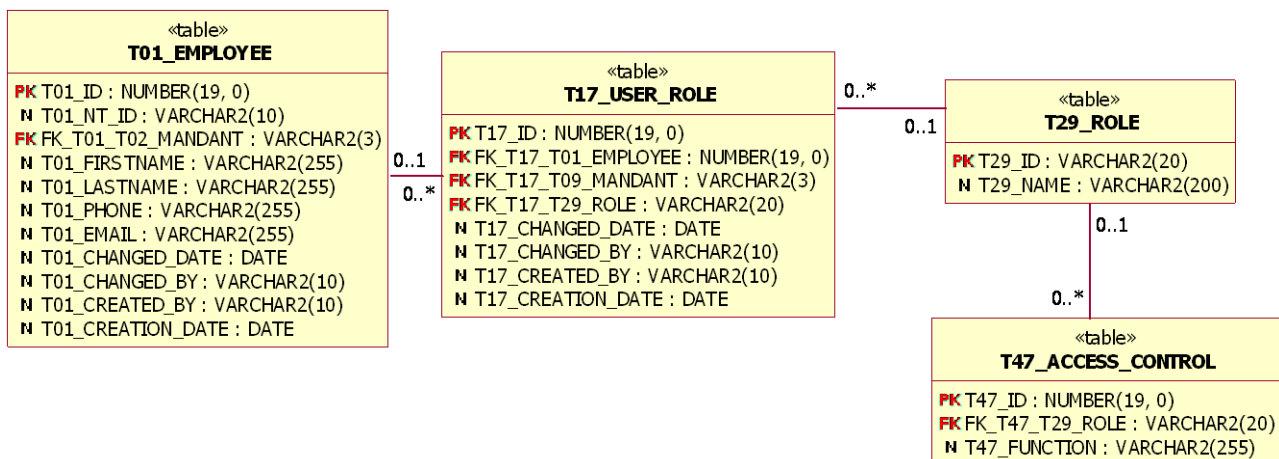 «table»
T01_EMPLOYEE
PK T01_ID : NUMBER(19, 0)
N T01_NT_ID : VARCHAR2(10)
FK FK_T01_T02_MANDANT : VARCHAR2(3)
N T01_FIRSTNAME : VARCHAR2(255)
N T01_LASTNAME : VARCHAR2(255)
N T01_PHONE : VARCHAR2(255)
N T01_EMAIL : VARCHAR2(255)
N T01_CHANGED_DATE : DATE
N T01_CHANGED_BY : VARCHAR2(10)
N T01_CREATED_BY : VARCHAR2(10)
N T01_CREATION_DATE : DATE
0..1
0..*
«table»
T17_USER_ROLE
PK T17_ID : NUMBER(19, 0)
FK FK_T17_T01_EMPLOYEE : NUMBER(19, 0)
FK FK_T17_T09_MANDANT : VARCHAR2(3)
FK FK_T17_T29_ROLE : VARCHAR2(20)
N T17_CHANGED_DATE : DATE
N T17_CHANGED_BY : VARCHAR2(10)
N T17_CREATED_BY : VARCHAR2(10)
N T17_CREATION_DATE : DATE
0..*
0..1
«table»
T29_ROLE
PK T29_ID : VARCHAR2(20)
N T29_NAME : VARCHAR2(200)
0..1
0..*
«table»
T47_ACCESS_CONTROL
PK T47_ID : NUMBER(19, 0)
FK FK_T47_T29_ROLE : VARCHAR2(20)
N T47_FUNCTION : VARCHAR2(255)